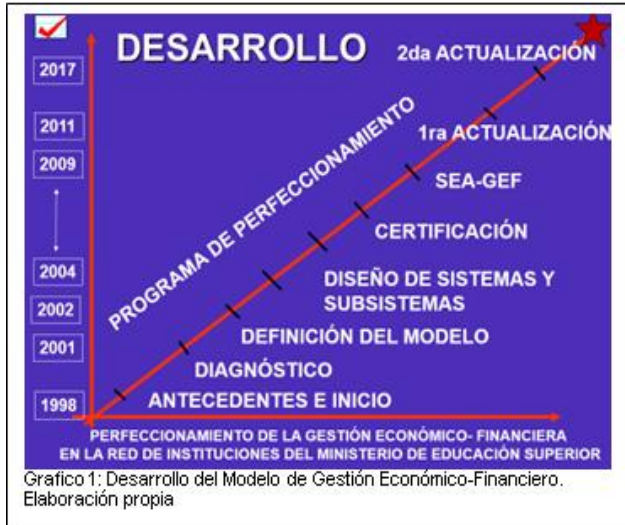 DESARROLLO
2da ACTUALIZACIÓN
2017
2011
1ra ACTUALIZACIÓN
2009
SEA-GEF
PROGRAMA DE PERFECCIONAMIENTO
CERTIFICACIÓN
2004
DISEÑO DE SISTEMAS Y
SUBSISTEMAS
2002
DEFINICIÓN DEL MODELO
2001
DIAGNÓSTICO
1998
ANTECEDENTES E INICIO
PERFECCIONAMIENTO DE LA GESTIÓN ECONÓMICO- FINANCIERA
EN LA RED DE INSTITUCIONES DEL MINISTERIO DE EDUCACIÓN SUPERIOR
Grafico 1: Desarrollo del Modelo de Gestión Económico-Financiero.
Elaboración propia